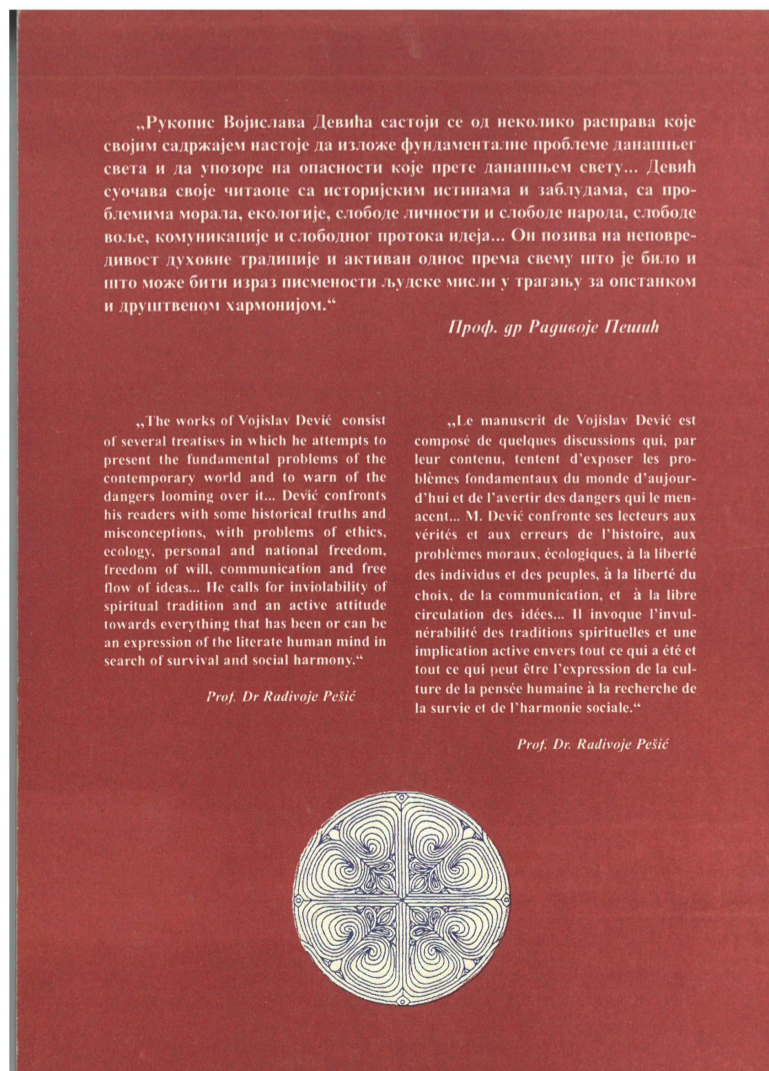 „Рукопис Војислава Девића састоји се од неколико расправа које
својим садржајем настоје да изложе фундаменталне проблеме данашњег
света и да упозоре на опасности које прете данашњем свету... Девић
суочава своје читаоце са историјским истинама и заблудама, са про-
блемима морала, екологије, слободе личности и слободе народа, слободе
воље, комуникације и слободног протока идеја... Он позива на неповре-
дивост духовне традиције и активан однос према свему што је било и
што може бити израз писмености људске мисли у трагању за опстанком
и друштвеном хармонијом.“
Проф. др Радивоје Пешић
„The works of Vojislav Dević consist
of several treatises in which he attempts to
present the fundamental problems of the
contemporary world and to warn of the
dangers looming over it... Dević confronts
his readers with some historical truths and
misconceptions, with problems of ethics,
ecology, personal and national freedom,
freedom of will, communication and free
flow of ideas... He calls for inviolability of
spiritual tradition and an active attitude
towards everything that has been or can be
an expression of the literate human mind in
search of survival and social harmony.“
Prof. Dr Radivoje Pešić
„Le manuscrit de Vojislav Dević est
composé de quelques discussions qui, par
leur contenu, tentent d'exposer les pro-
blèmes fondamentaux du monde d'aujour-
d'hui et de l'avertir des dangers qui le men-
acent... M. Dević confronte ses lecteurs aux
vérités et aux erreurs de l'histoire, aux
problèmes moraux, écologiques, à la liberté
des individus et des peuples, à la liberté du
choix, de la communication, et à la libre
circulation des idées... Il invoque l'invul-
nérabilité des traditions spirituelles et une
implication active envers tout ce qui a été et
tout ce qui peut être l'expression de la cul-
ture de la pensée humaine à la recherche de
la survie et de l'harmonie sociale.“
Prof. Dr. Radivoje Pešić